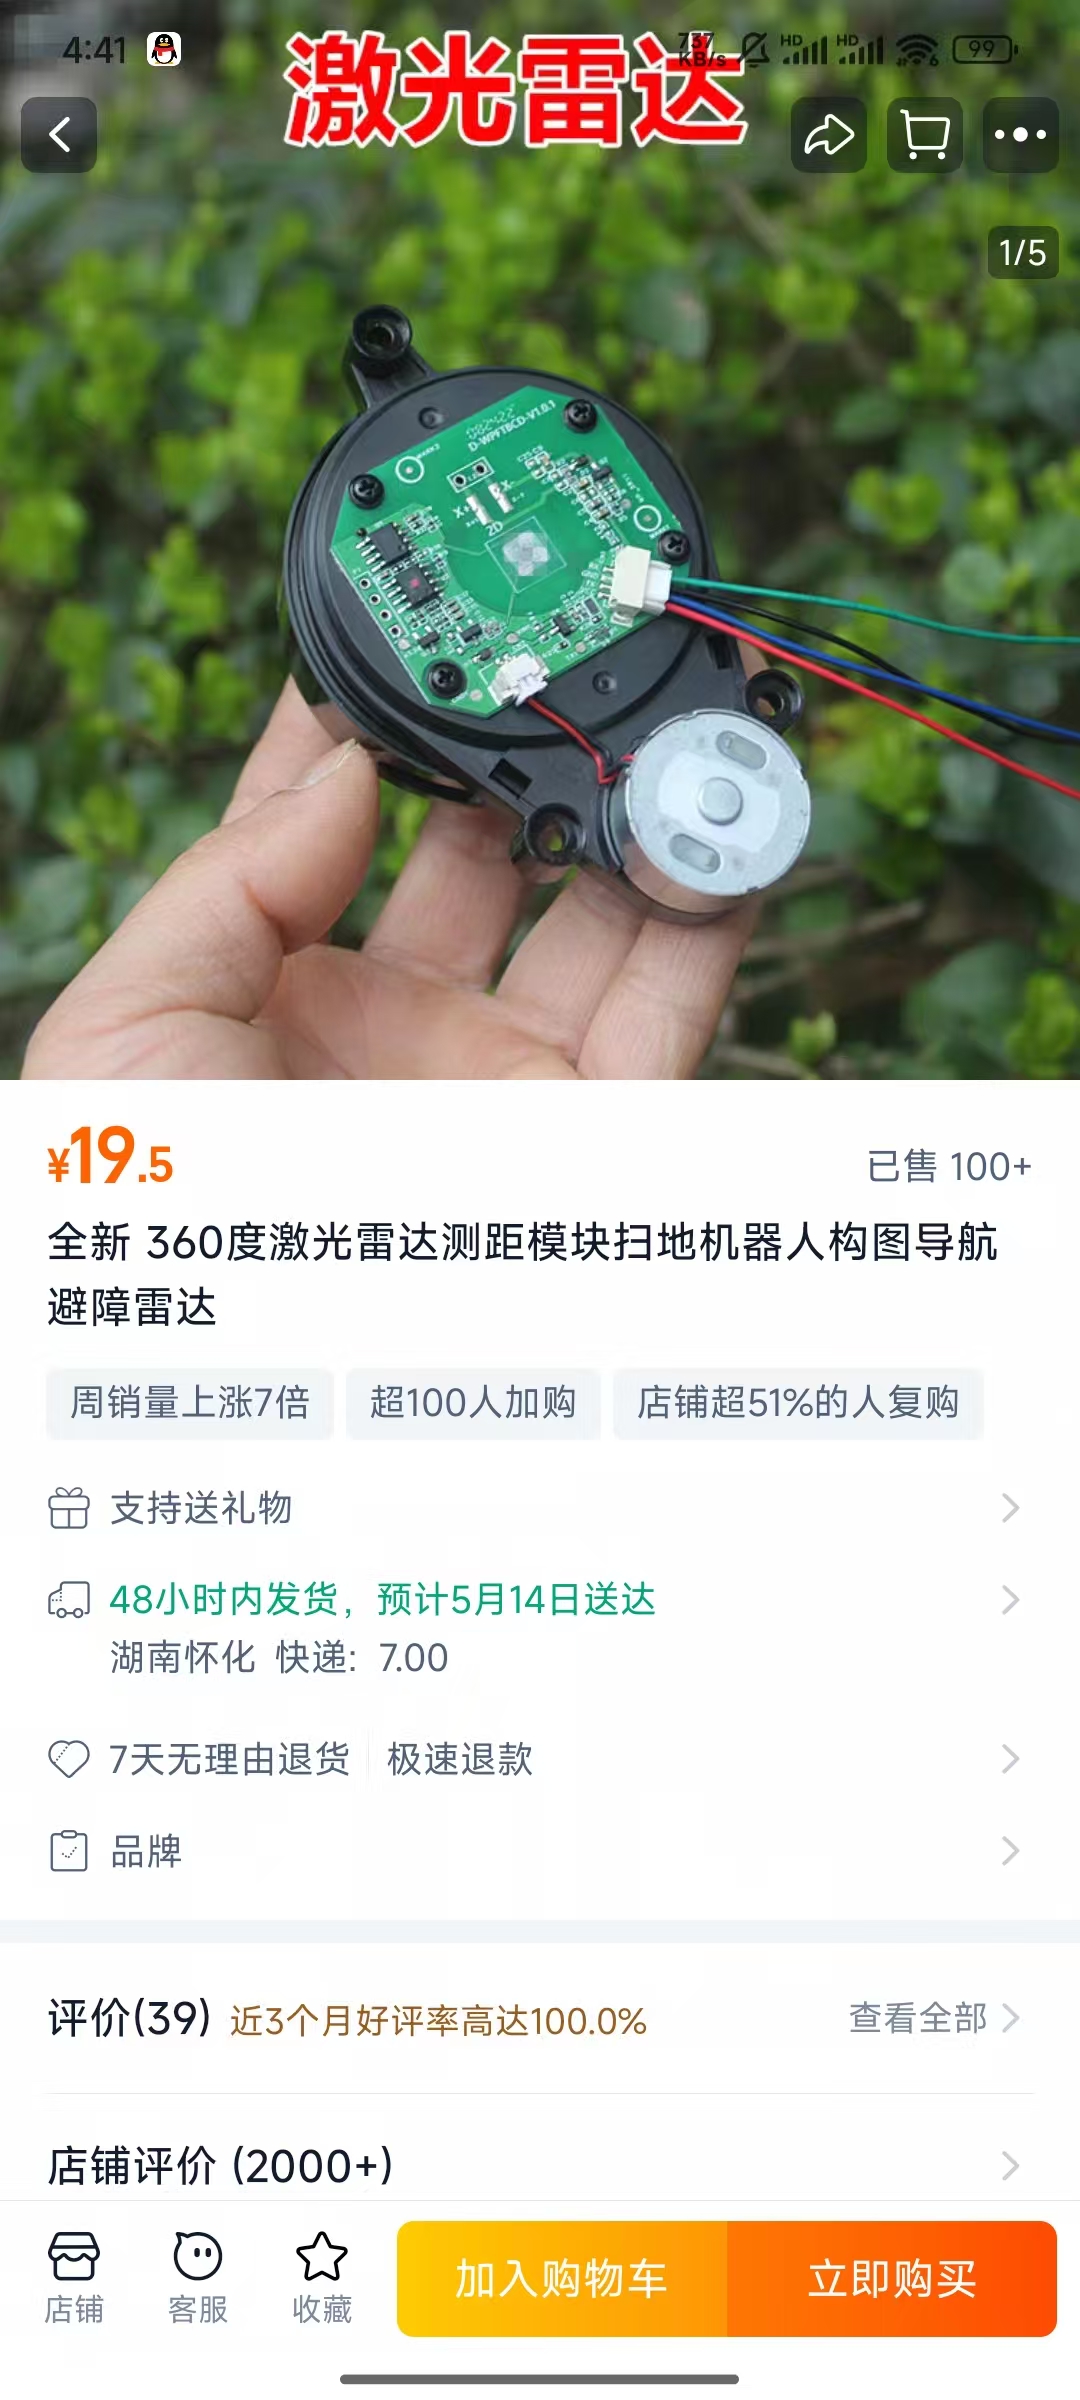 4:41
737 KB/s
HD HD 6 99
激光雷达
1/5
082422
D-WPFTBCD-V1.0.1
2D
¥19.5
已售 100+
全新 360度激光雷达测距模块扫地机器人构图导航
避障雷达
周销量上涨7倍 超100人加购 店铺超51%的人复购
支持送礼物
48小时内发货，预计5月14日送达
湖南怀化 快递: 7.00
7天无理由退货 极速退款
品牌
评价(39) 近3个月好评率高达100.0% 查看全部
店铺评价 (2000+)
店铺 客服 收藏 加入购物车 立即购买